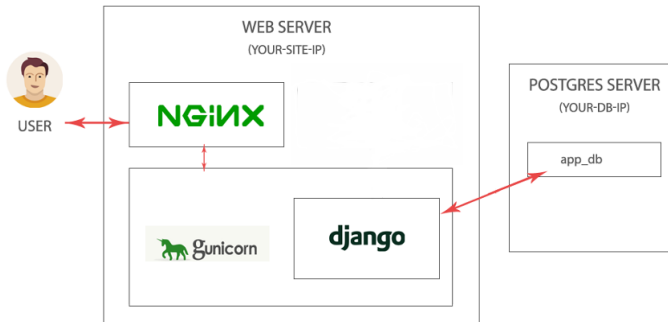 WEB SERVER
(YOUR-SITE-IP)
NGiNX
USER
POSTGRES SERVER
(YOUR-DB-IP)
app_db
gunicorn
django